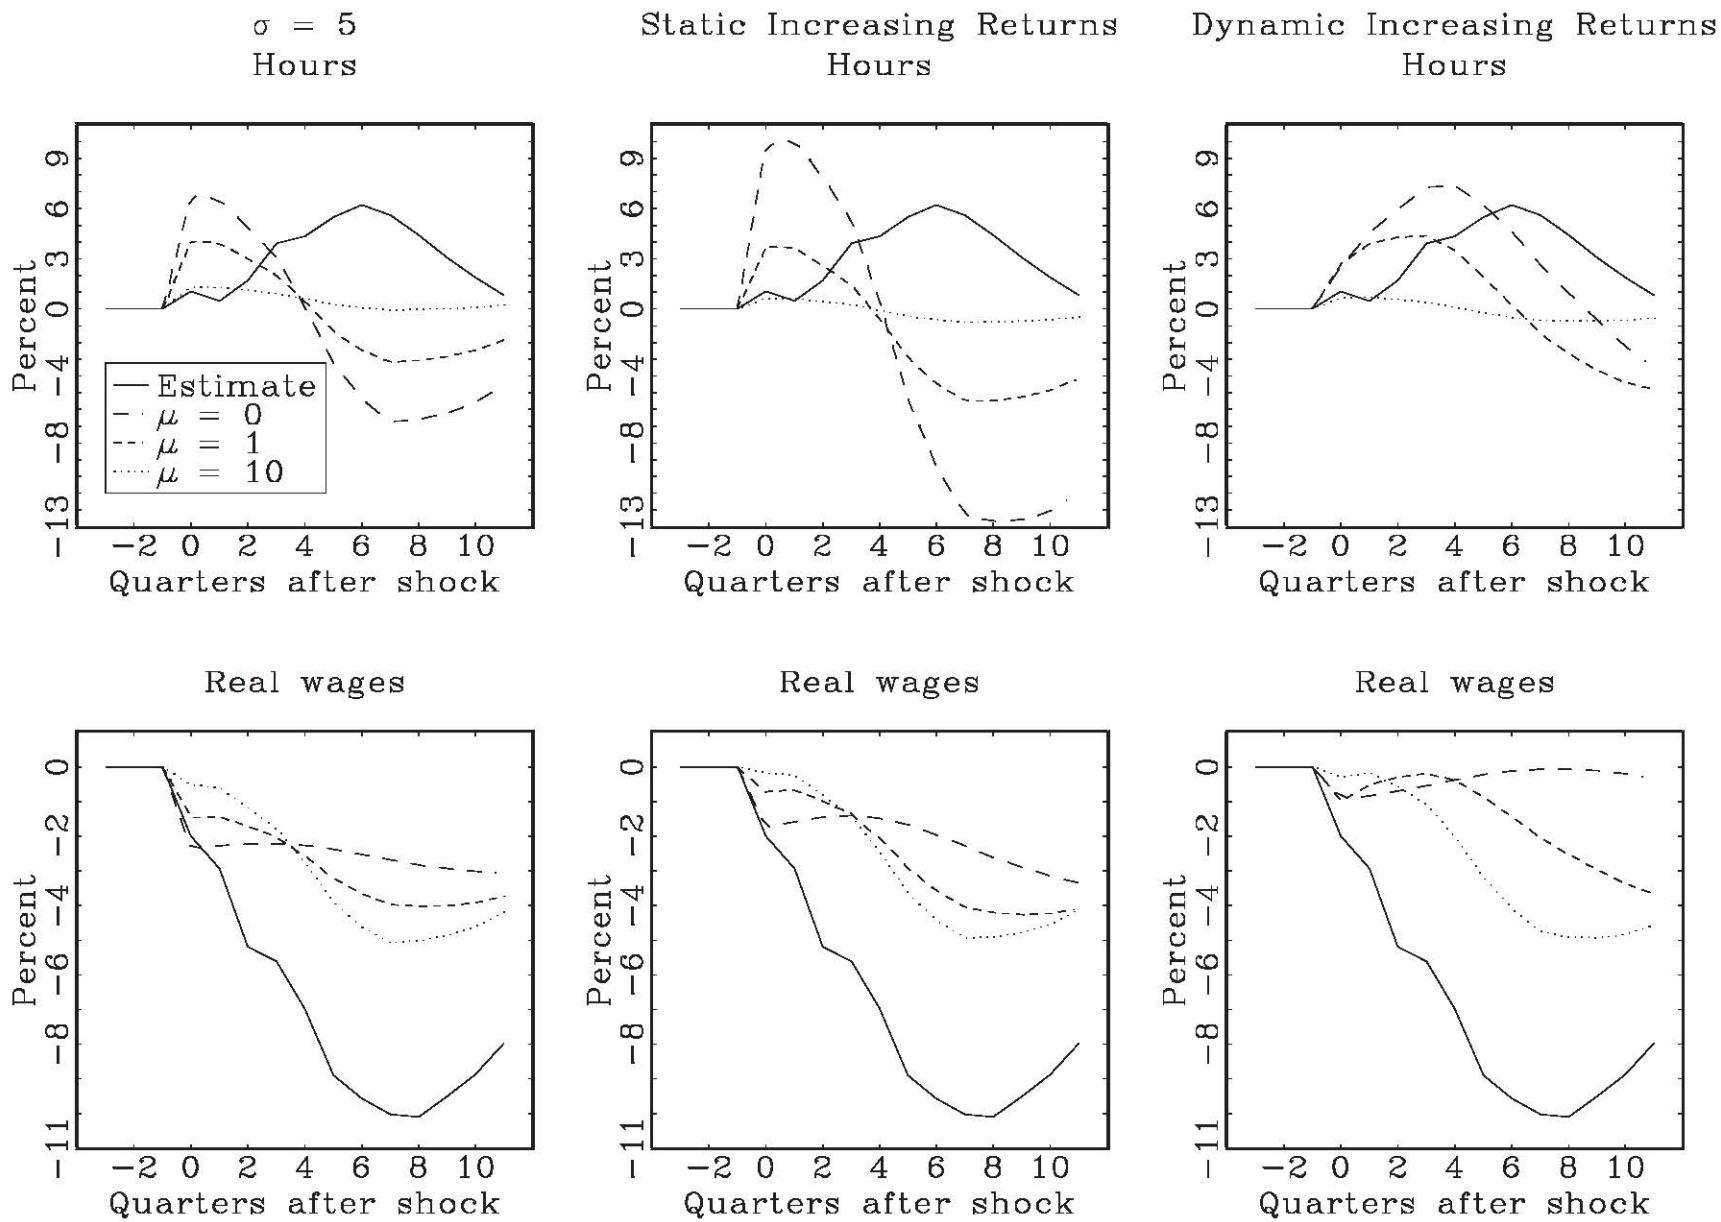 σ = 5
Hours
Static Increasing Returns
Hours
Dynamic Increasing Returns
Hours
Percent
9
6
3
0
−4
−8
−13
Estimate
μ = 0
μ = 1
μ = 10
−2 0 2 4 6 8 10
Quarters after shock
Percent
9
6
3
0
−4
−8
−13
−2 0 2 4 6 8 10
Quarters after shock
Percent
9
6
3
0
−4
−8
−13
−2 0 2 4 6 8 10
Quarters after shock
Real wages
Percent
0
−2
−4
−6
−8
−11
−2 0 2 4 6 8 10
Quarters after shock
Real wages
Percent
0
−2
−4
−6
−8
−11
−2 0 2 4 6 8 10
Quarters after shock
Real wages
Percent
0
−2
−4
−6
−8
−11
−2 0 2 4 6 8 10
Quarters after shock